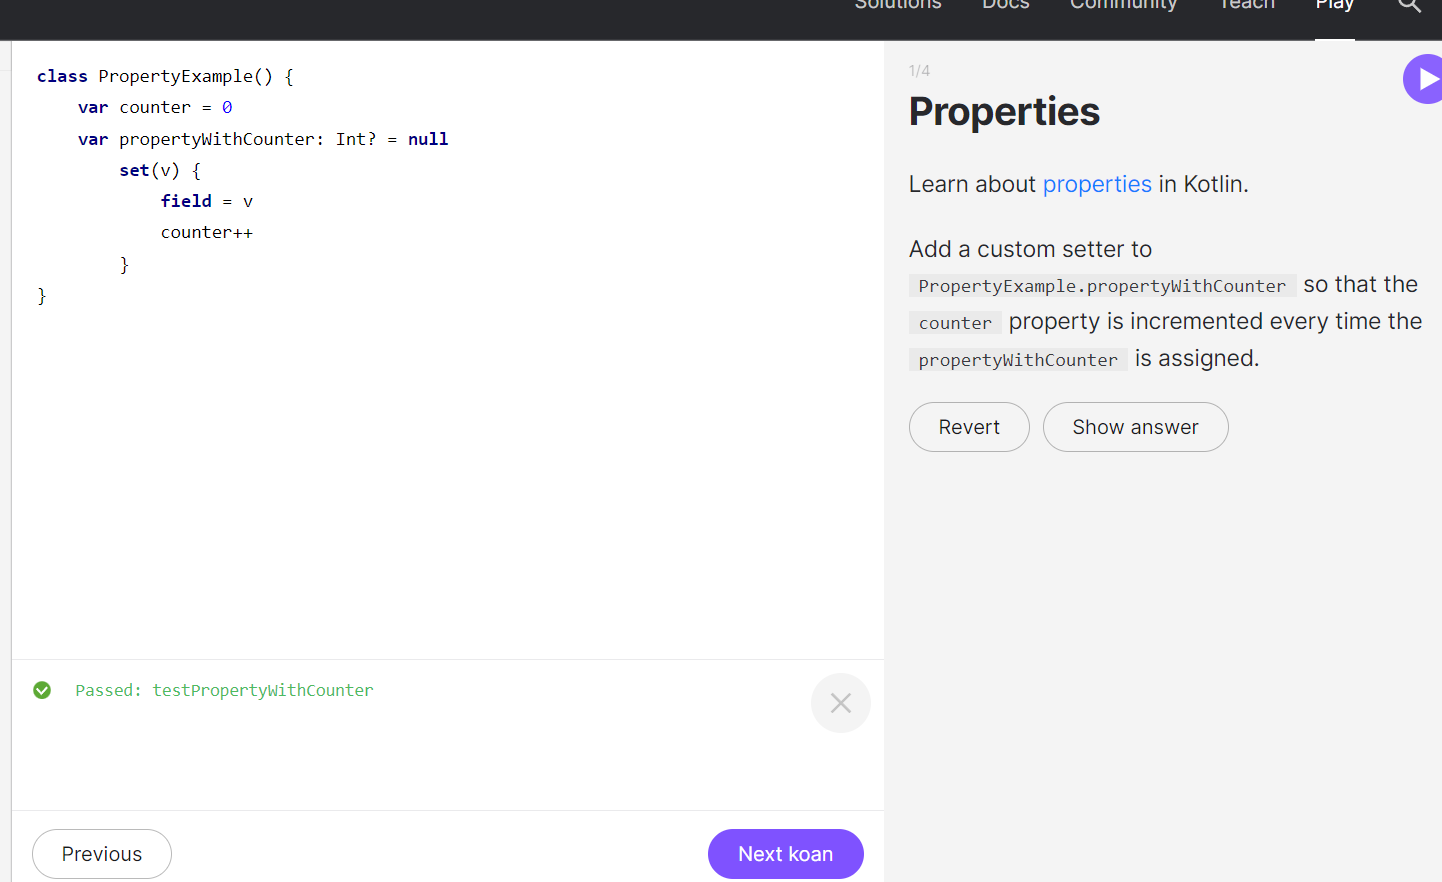 Solutions Docs Community Teach Play
class PropertyExample() {
    var counter = 0
    var propertyWithCounter: Int? = null
        set(v) {
            field = v
            counter++
        }
}
Passed: testPropertyWithCounter
Previous
Next koan
1/4
Properties
Learn about properties in Kotlin.
Add a custom setter to
PropertyExample.propertyWithCounter so that the
counter property is incremented every time the
propertyWithCounter is assigned.
Revert
Show answer